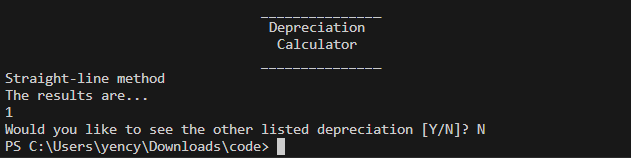 _______________
Depreciation
Calculator
_______________
Straight-line method
The results are...
1
Would you like to see the other listed depreciation [Y/N]? N
PS C:\Users\yency\Downloads\code>